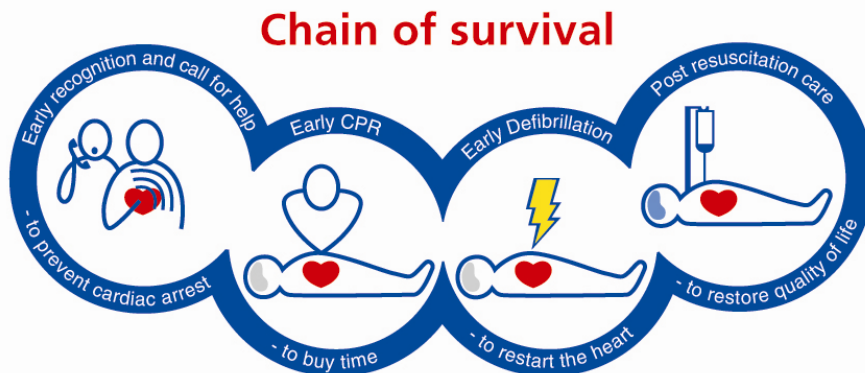 Chain of survival
Early recognition and call for help
- to prevent cardiac arrest
Early CPR
- to buy time
Early Defibrillation
- to restart the heart
Post resuscitation care
- to restore quality of life